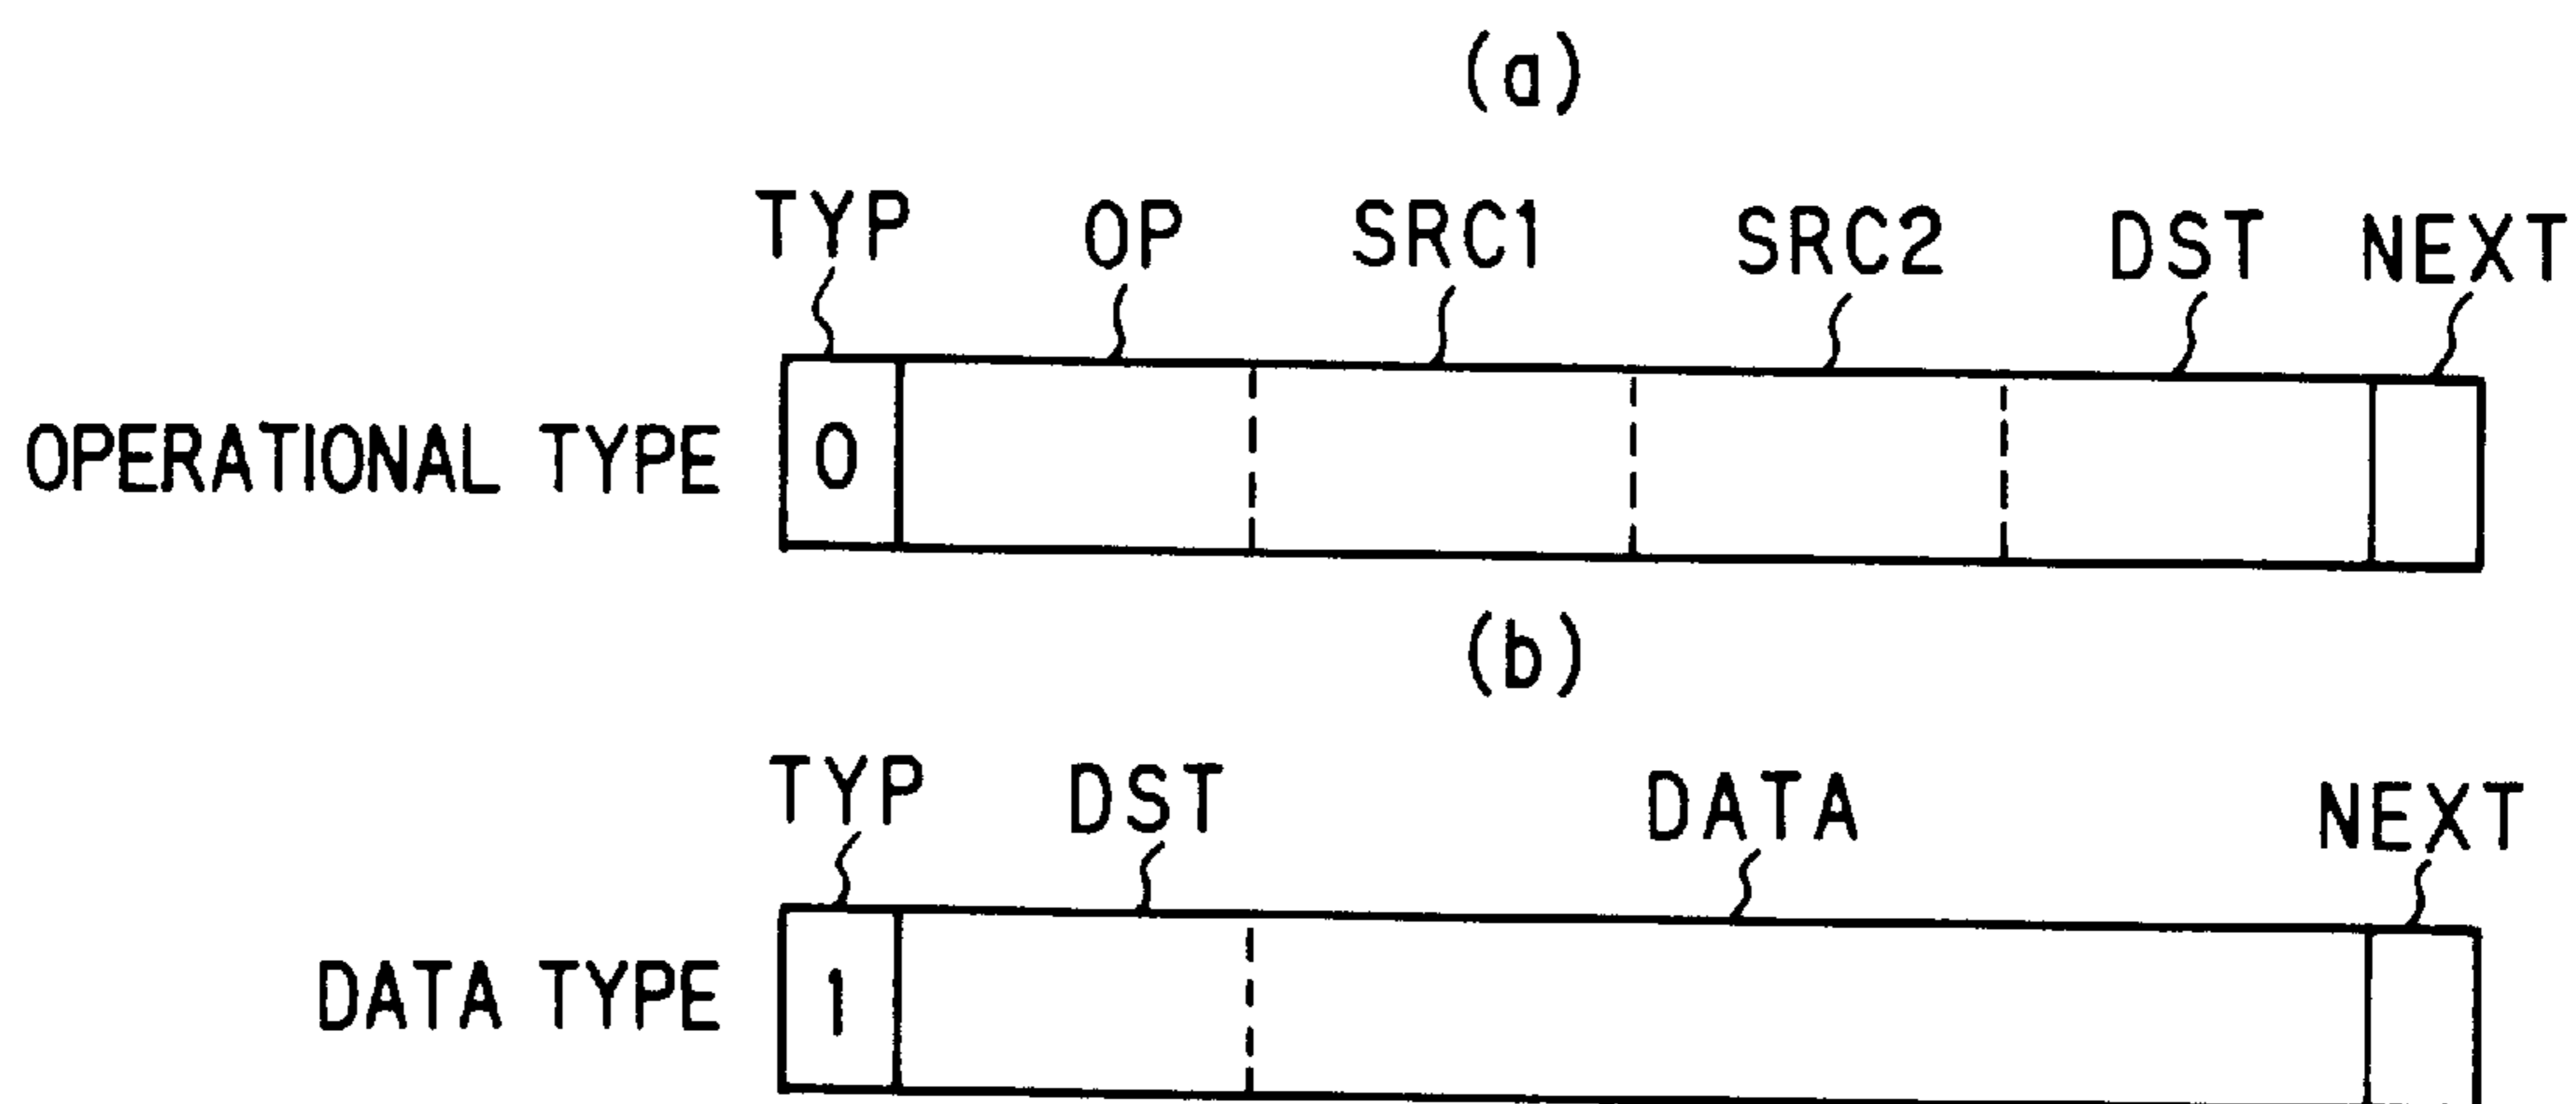 (a)
TYP OP SRC1 SRC2 DST NEXT
OPERATIONAL TYPE 0
(b)
TYP DST DATA NEXT
DATA TYPE 1